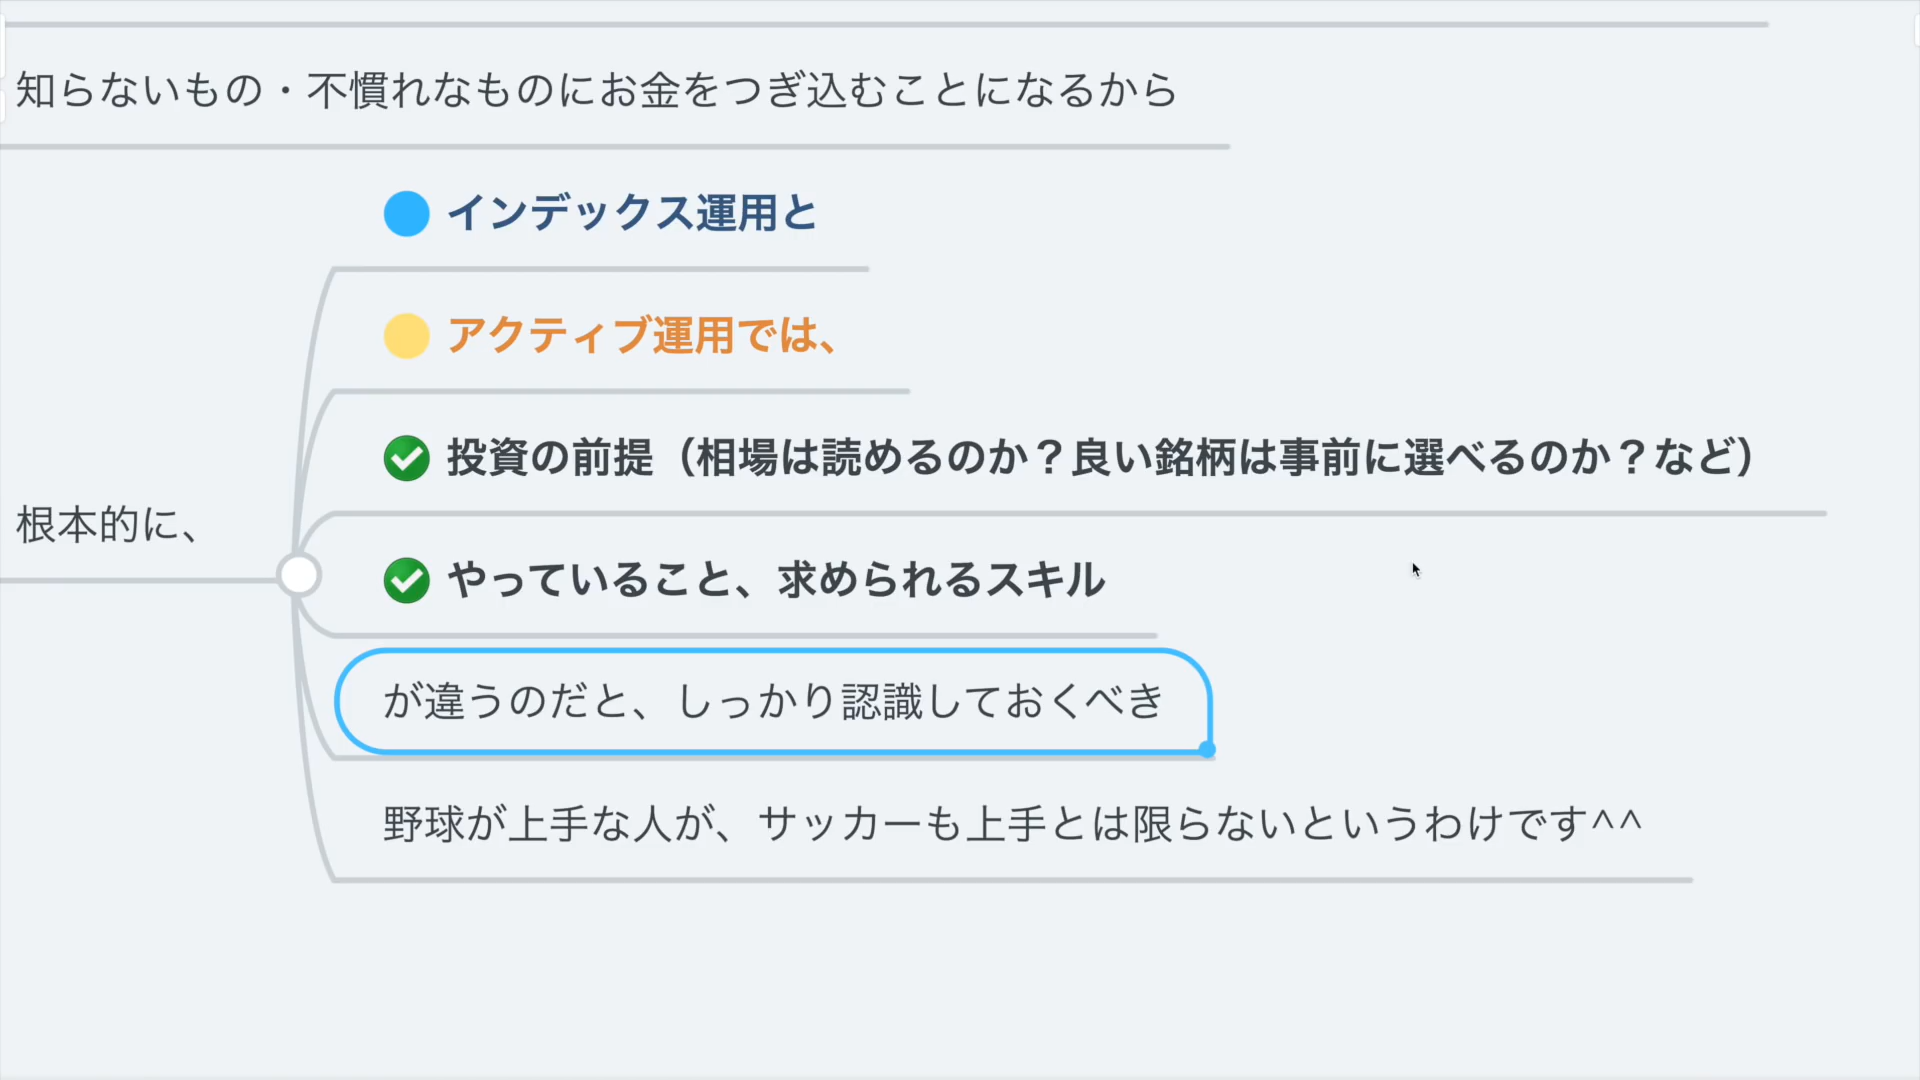 知らないもの・不慣れなものにお金をつぎ込むことになるから
根本的に、
インデックス運用と
アクティブ運用では、
投資の前提（相場は読めるのか？良い銘柄は事前に選べるのか？など）
やっていること、求められるスキル
が違うのだと、しっかり認識しておくべき
野球が上手な人が、サッカーも上手とは限らないというわけです^^